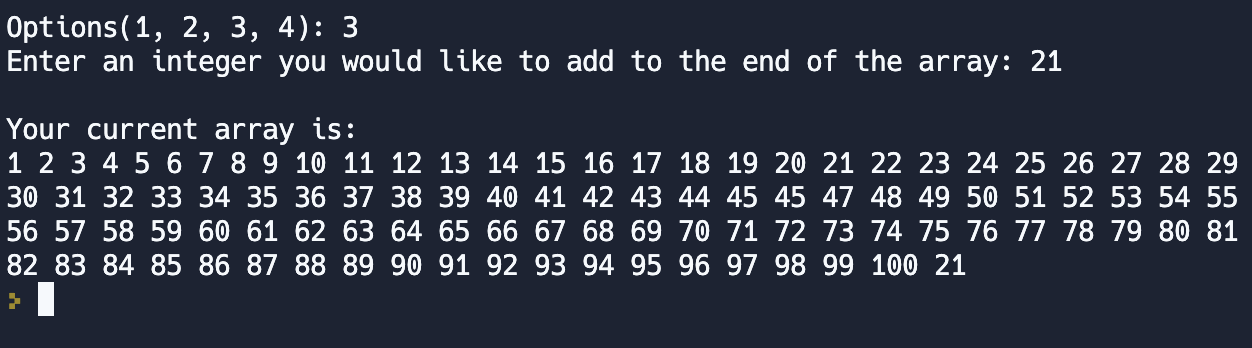 Options(1, 2, 3, 4): 3
Enter an integer you would like to add to the end of the array: 21
Your current array is:
1 2 3 4 5 6 7 8 9 10 11 12 13 14 15 16 17 18 19 20 21 22 23 24 25 26 27 28 29
30 31 32 33 34 35 36 37 38 39 40 41 42 43 44 45 45 47 48 49 50 51 52 53 54 55
56 57 58 59 60 61 62 63 64 65 66 67 68 69 70 71 72 73 74 75 76 77 78 79 80 81
82 83 84 85 86 87 88 89 90 91 92 93 94 95 96 97 98 99 100 21